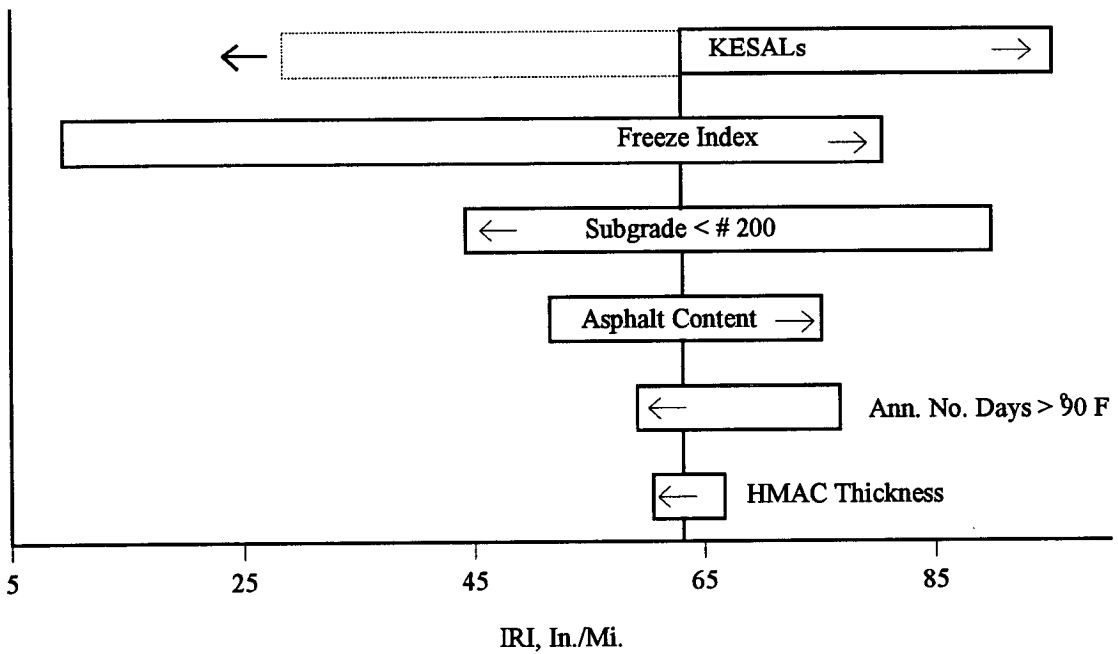 KESALs
Freeze Index
Subgrade < # 200
Asphalt Content
Ann. No. Days > 90 F
HMAC Thickness
5 25 45 65 85
IRI, In./Mi.